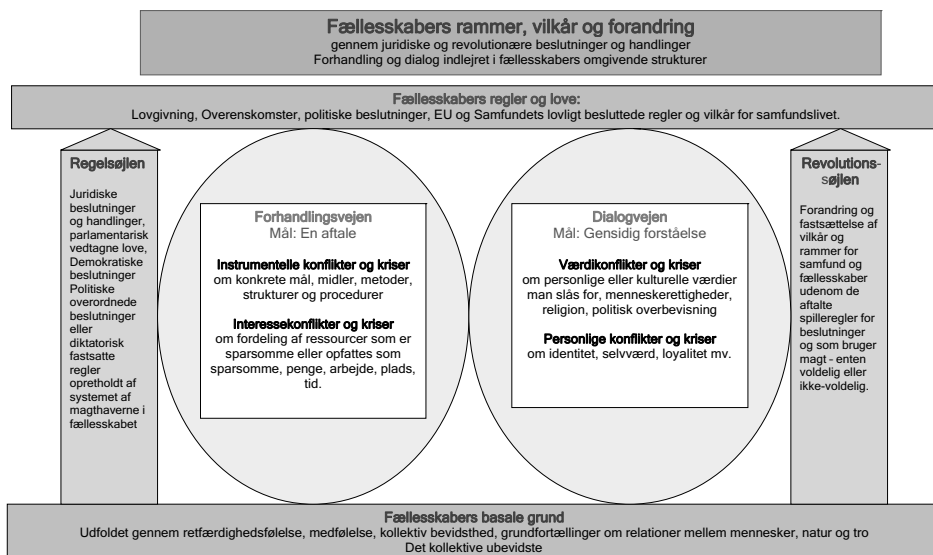 Fællesskabers rammer, vilkår og forandring
gennem juridiske og revolutionære beslutninger og handlinger
Forhandling og dialog indlejret i fællesskabers omgivende strukturer
Fællesskabers regler og love:
Lovgivning, Overenskomster, politiske beslutninger, EU og Samfundets lovligt besluttede regler og vilkår for samfundslivet.
Regelsøjlen
Juridiske
beslutninger
og handlinger,
parlamentarisk
vedtagne love,
Demokratiske
beslutninger
Politiske
overordnede
beslutninger
eller
diktatorisk
fastsatte
regler
opretholdt af
systemet af
magthaverne i
fællesskabet
Forhandlingsvejen
Mål: En aftale
Instrumentelle konflikter og kriser
om konkrete mål, midler, metoder,
strukturer og procedurer
Interessekonflikter og kriser
om fordeling af ressourcer som er
sparsomme eller opfattes som
sparsomme, penge, arbejde, plads,
tid.
Dialogvejen
Mål: Gensidig forståelse
Værdikonflikter og kriser
om personlige eller kulturelle værdier
man slås for, menneskerettigheder,
religion, politisk overbevisning
Personlige konflikter og kriser
om identitet, selvværd, loyalitet mv.
Revolutions-
søjlen
Forandring og
fastsættelse af
vilkår og
rammer for
samfund og
fællesskaber
udenom de
aftalte
spilleregler for
beslutninger
og som bruger
magt - enten
voldelig eller
ikke-voldelig.
Fællesskabers basale grund
Udfoldet gennem retfærdighedsfølelse, medfølelse, kollektiv bevidsthed, grundfortællinger om relationer mellem mennesker, natur og tro
Det kollektive ubevidste